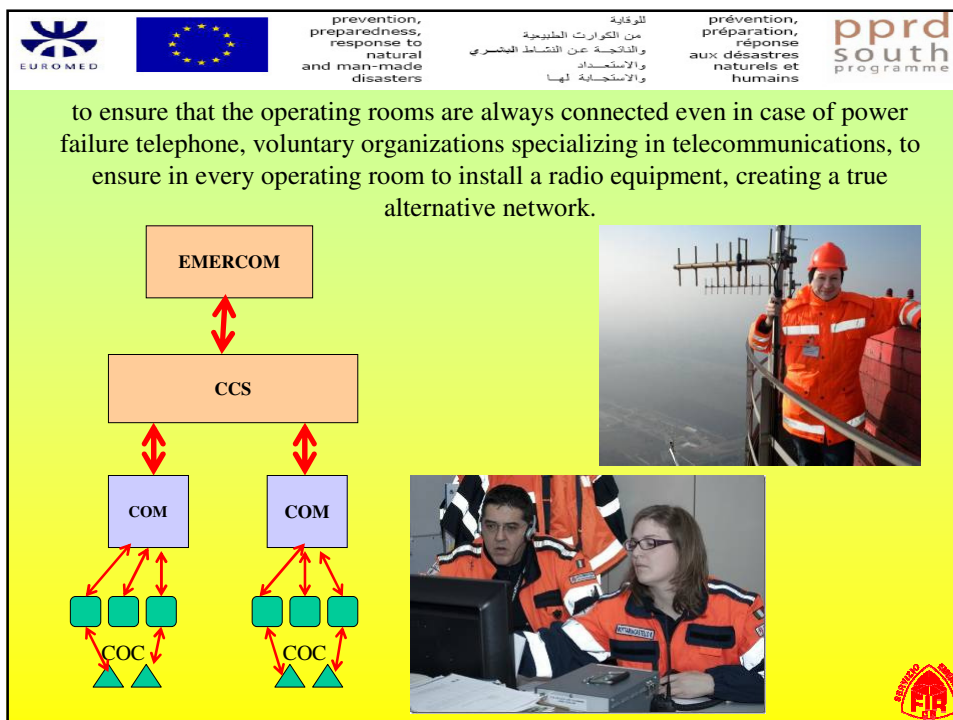 EUROMED
prevention,
preparedness,
response to
natural
and man-made
disasters
للوقاية
من الكوارث الطبيعية
والناتجة عن النشاط البشري
والاستعداد
والاستجابة لها
prévention,
préparation,
réponse
aux désastres
naturels et
humains
pprd
south
programme
to ensure that the operating rooms are always connected even in case of power
failure telephone, voluntary organizations specializing in telecommunications, to
ensure in every operating room to install a radio equipment, creating a true
alternative network.
EMERCOM
CCS
COM
COM
COC
COC
SERVIZIO
FIR